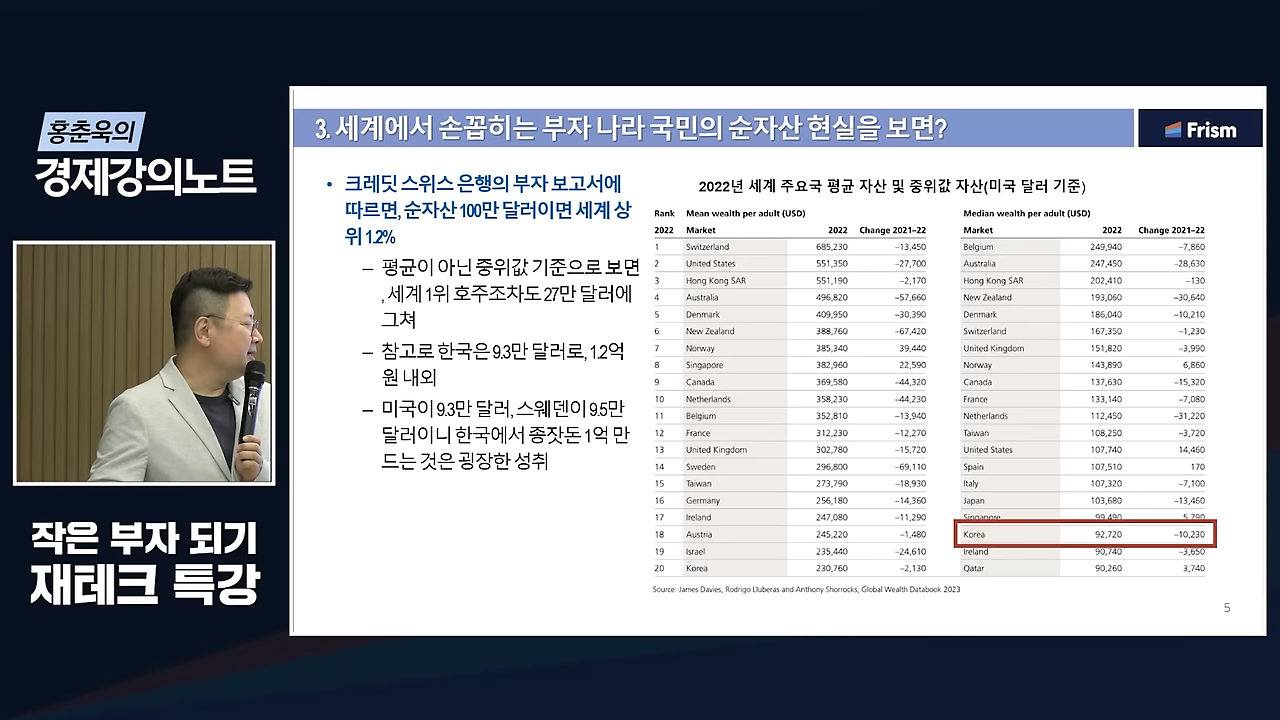 홍춘욱의
경제강의노트
작은 부자 되기
재테크 특강
3. 세계에서 손꼽히는 부자 나라 국민의 순자산 현실을 보면?
Frism
• 크레딧 스위스 은행의 부자 보고서에
따르면, 순자산 100만 달러이면 세계 상
위 1.2%
– 평균이 아닌 중위값 기준으로 보면
, 세계 1위 호주조차도 27만 달러에
그쳐
– 참고로 한국은 9.3만 달러로, 1.2억
원 내외
– 미국이 9.3만 달러, 스웨덴이 9.5만
달러이니 한국에서 종잣돈 1억 만
드는 것은 굉장한 성취
2022년 세계 주요국 평균 자산 및 중위값 자산(미국 달러 기준)
Rank Mean wealth per adult (USD) Median wealth per adult (USD)
2022 Market 2022 Change 2021–22 Market 2022 Change 2021–22
1 Switzerland 685,230 –13,450 Belgium 249,940 –7,860
2 United States 551,350 –27,700 Australia 247,450 –28,630
3 Hong Kong SAR 551,190 –2,170 Hong Kong SAR 202,410 –130
4 Australia 496,820 –57,660 New Zealand 193,060 –30,640
5 Denmark 409,950 –30,390 Denmark 186,040 –10,210
6 New Zealand 388,760 –67,420 Switzerland 167,350 –1,230
7 Norway 385,340 39,440 United Kingdom 151,820 –3,990
8 Singapore 382,960 22,590 Norway 143,890 6,860
9 Canada 369,580 –44,320 Canada 137,630 –15,320
10 Netherlands 358,230 –44,230 France 133,140 –7,080
11 Belgium 352,810 –13,940 Netherlands 112,450 –31,220
12 France 312,230 –12,270 Taiwan 108,250 –3,720
13 United Kingdom 302,780 –15,720 United States 107,740 14,460
14 Sweden 296,800 –69,110 Spain 107,510 170
15 Taiwan 273,790 –18,930 Italy 107,320 –7,100
16 Germany 256,180 –14,360 Japan 103,680 –13,460
17 Ireland 247,080 –11,290 Singapore 99,490 5,790
18 Austria 245,220 –1,480 Korea 92,720 –10,230
19 Israel 235,440 –24,610 Ireland 90,740 –3,650
20 Korea 230,760 –2,130 Qatar 90,260 3,740
Source: James Davies, Rodrigo Lluberas and Anthony Shorrocks, Global Wealth Databook 2023
5